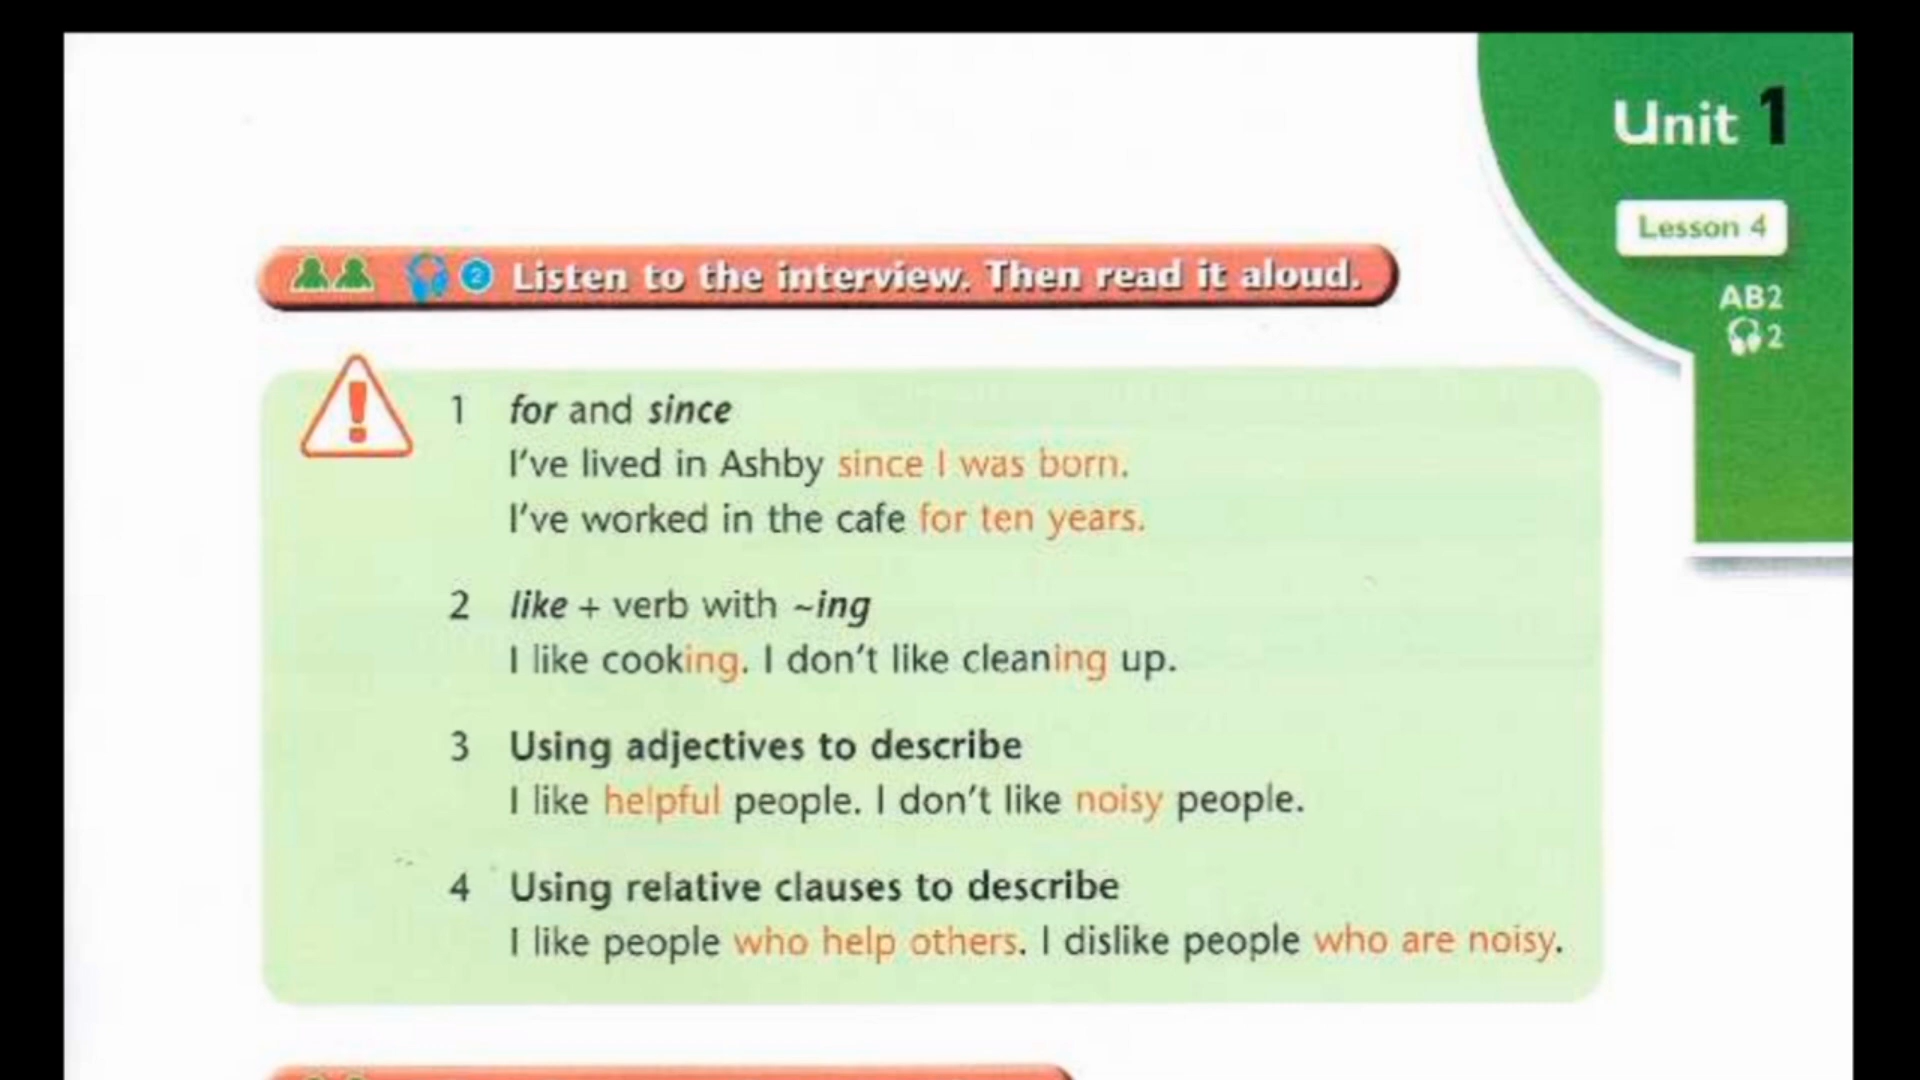 Unit 1
Lesson 4
AB2
2
2 Listen to the interview. Then read it aloud.
1 for and since
I've lived in Ashby since I was born.
I've worked in the cafe for ten years.
2 like + verb with ~ing
I like cooking. I don't like cleaning up.
3 Using adjectives to describe
I like helpful people. I don't like noisy people.
4 Using relative clauses to describe
I like people who help others. I dislike people who are noisy.